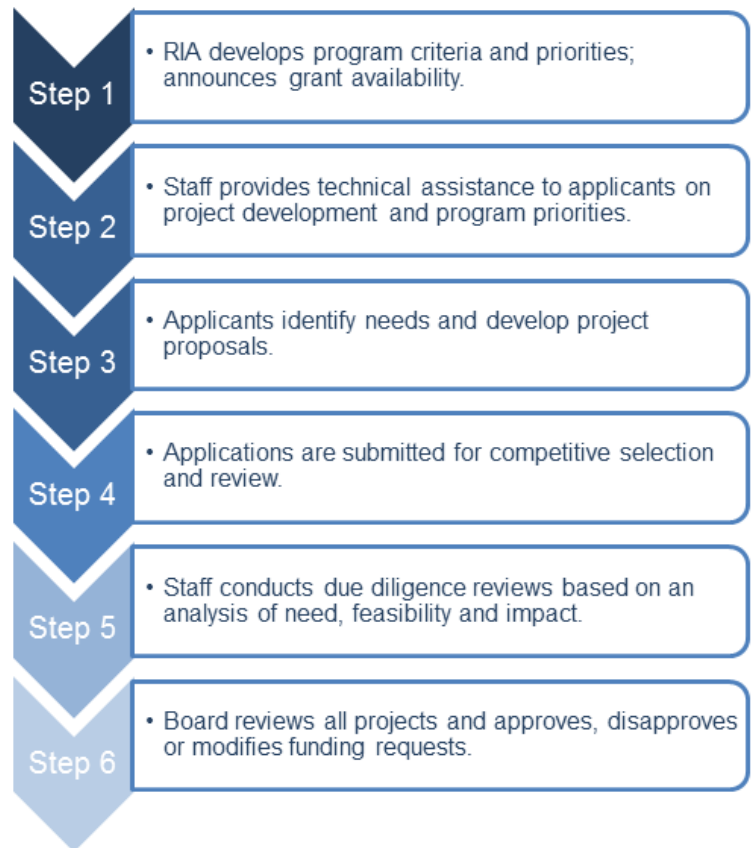 Step 1
• RIA develops program criteria and priorities;
announces grant availability.
Step 2
• Staff provides technical assistance to applicants on
project development and program priorities.
Step 3
• Applicants identify needs and develop project
proposals.
Step 4
• Applications are submitted for competitive selection
and review.
Step 5
• Staff conducts due diligence reviews based on an
analysis of need, feasibility and impact.
Step 6
• Board reviews all projects and approves, disapproves
or modifies funding requests.